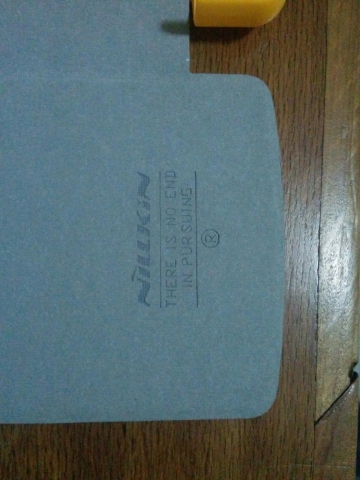 NILLKIN
THERE IS NO END
IN PURSUING.
®